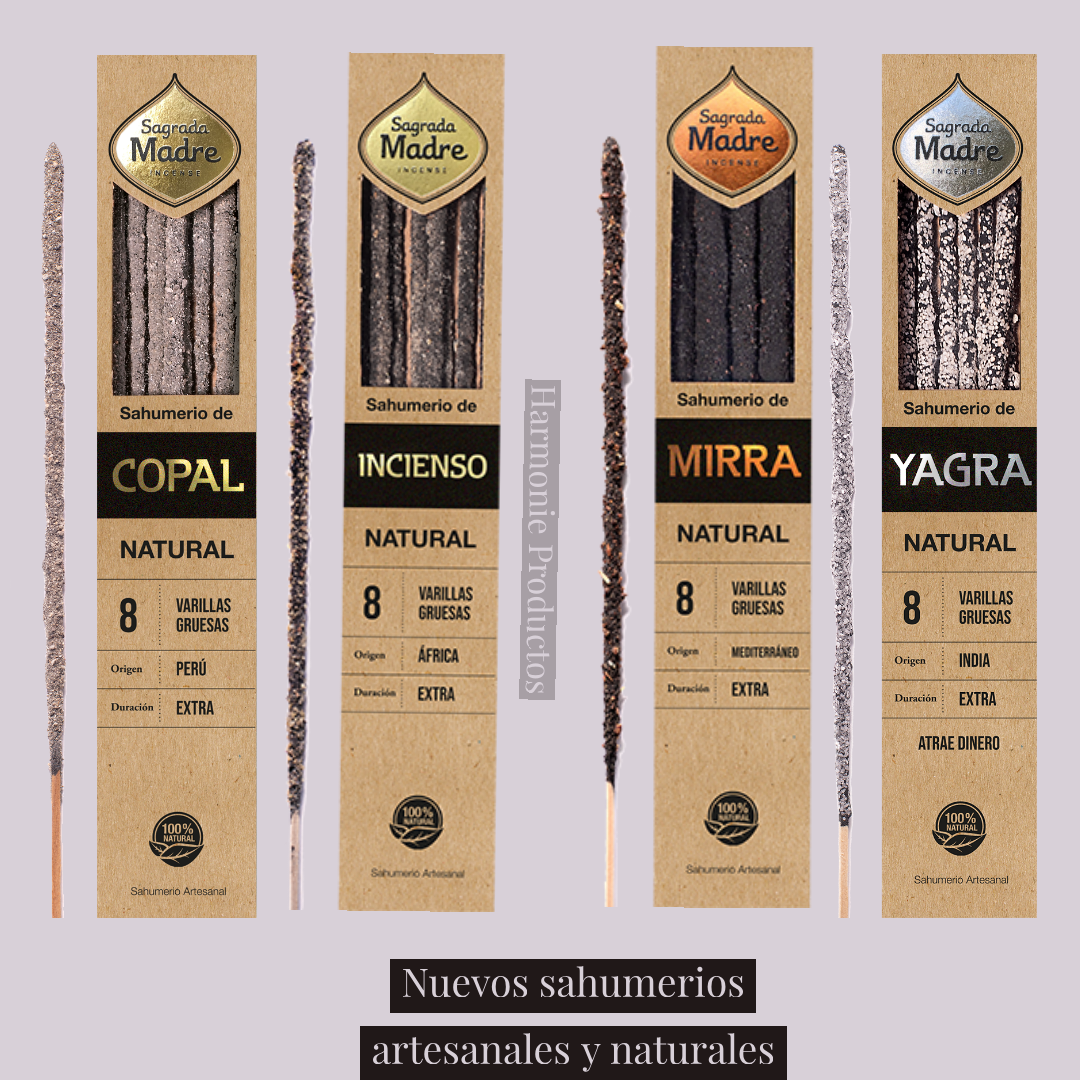 Sagrada
Madre
INCENSE
Sahumerio de
COPAL
NATURAL
8
VARILLAS
GRUESAS
Origen
PERÚ
Duración
EXTRA
100%
NATURAL
Sahumerio Artesanal
Sagrada
Madre
INCENSE
Sahumerio de
INCIENSO
NATURAL
8
VARILLAS
GRUESAS
Origen
ÁFRICA
Duración
EXTRA
100%
NATURAL
Sahumerio Artesanal
Harmonie Productos
Sagrada
Madre
INCENSE
Sahumerio de
MIRRA
NATURAL
8
VARILLAS
GRUESAS
Origen
MEDITERRÁNEO
Duración
EXTRA
100%
NATURAL
Sahumerio Artesanal
Sagrada
Madre
INCENSE
Sahumerio de
YAGRA
NATURAL
8
VARILLAS
GRUESAS
Origen
INDIA
Duración
EXTRA
ATRAE DINERO
100%
NATURAL
Sahumerio Artesanal
Nuevos sahumerios
artesanales y naturales